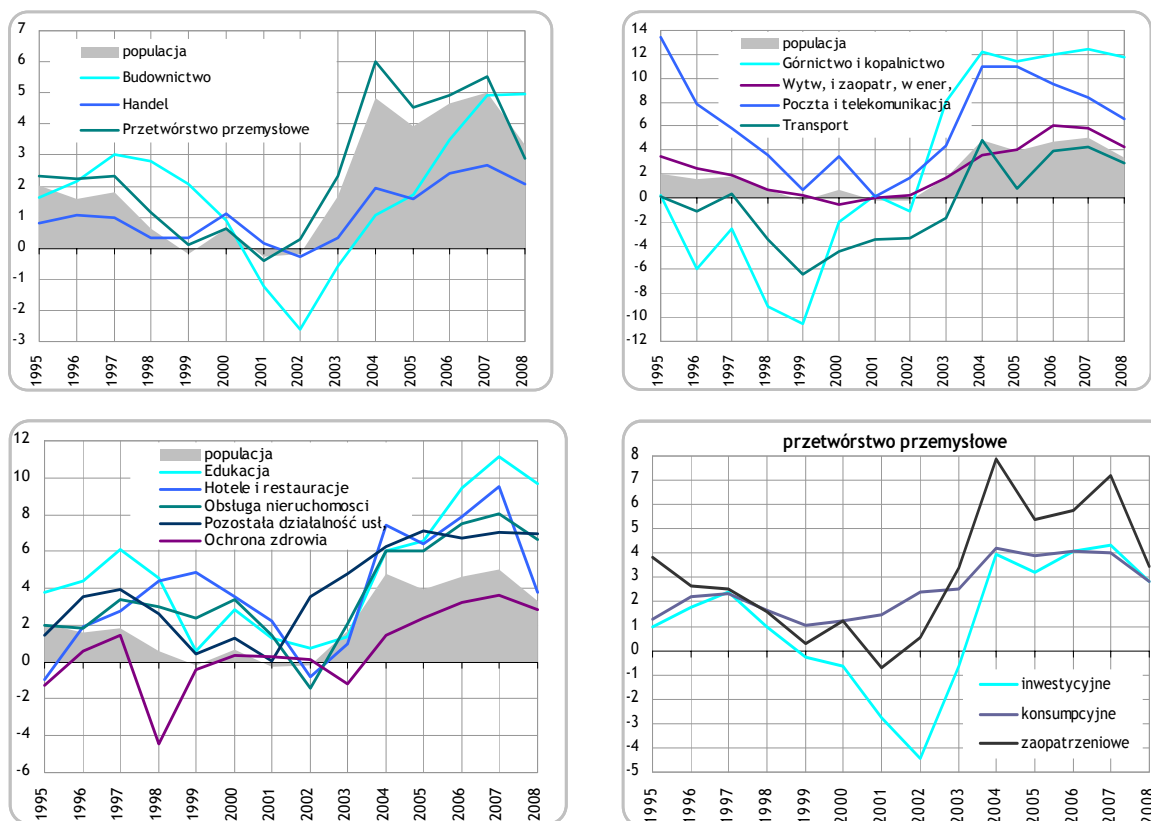 7
6
5
4
3
2
1
0
-1
-2
-3
populacja
Budownictwo
Handel
Przetwórstwo przemysłowe
1995 1996 1997 1998 1999 2000 2001 2002 2003 2004 2005 2006 2007 2008
14
12
10
8
6
4
2
0
-2
-4
-6
-8
-10
-12
populacja
Górnictwo i kopalnictwo
Wytw, i zaopatr, w ener,
Poczta i telekomunikacja
Transport
1995 1996 1997 1998 1999 2000 2001 2002 2003 2004 2005 2006 2007 2008
12
10
8
6
4
2
0
-2
-4
-6
populacja
Edukacja
Hotele i restauracje
Obsługa nieruchomosci
Pozostała działalność usł.
Ochrona zdrowia
1995 1996 1997 1998 1999 2000 2001 2002 2003 2004 2005 2006 2007 2008
przetwórstwo przemysłowe
8
7
6
5
4
3
2
1
0
-1
-2
-3
-4
-5
inwestycyjne
konsumpcyjne
zaopatrzeniowe
1995 1996 1997 1998 1999 2000 2001 2002 2003 2004 2005 2006 2007 2008